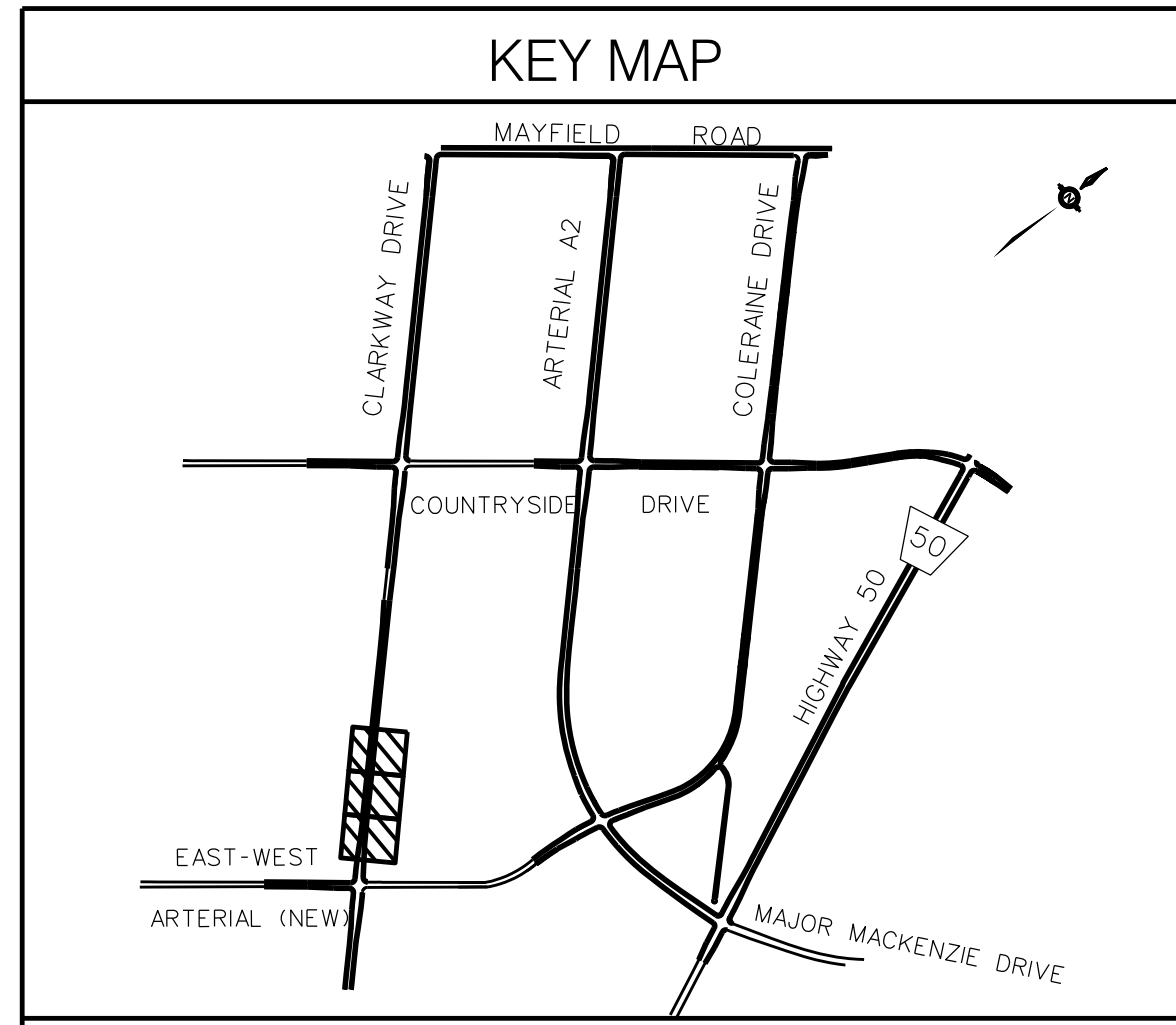 KEY MAP
MAYFIELD ROAD
CLARKWAY DRIVE
ARTERIAL A2
COLERAINE DRIVE
N
COUNTRYSIDE DRIVE
50
HIGHWAY 50
EAST-WEST
ARTERIAL (NEW)
MAJOR MACKENZIE DRIVE